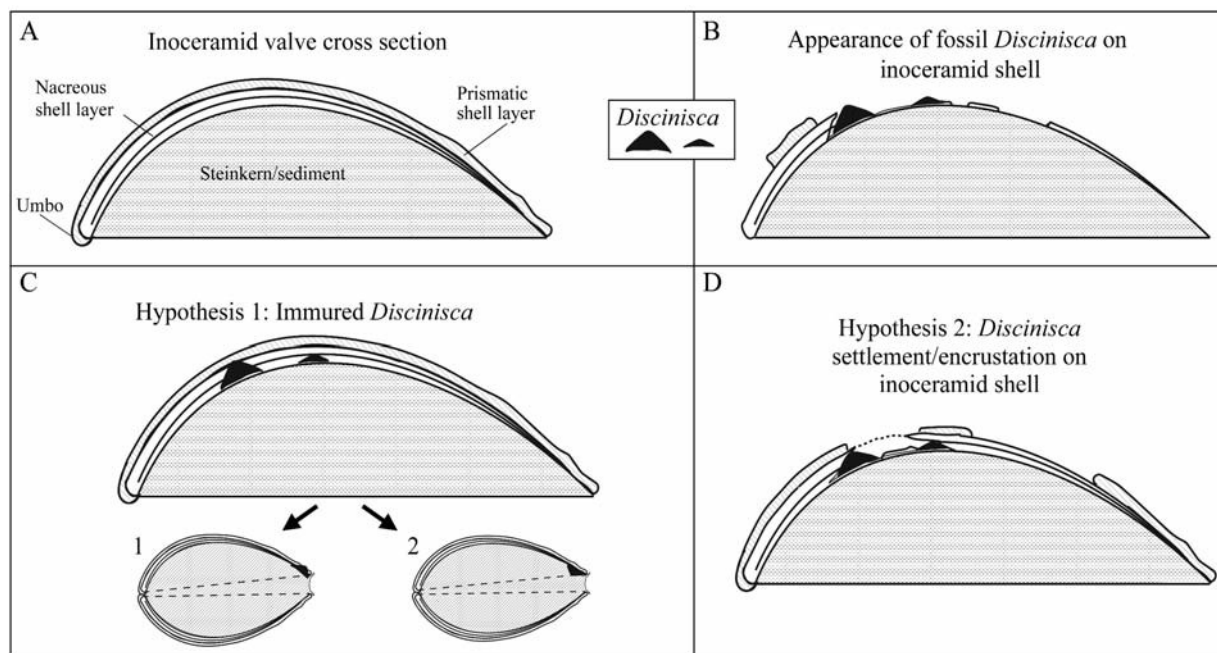 A
Inoceramid valve cross section
Nacreous
shell layer
Prismatic
shell layer
Steinkern/sediment
Umbo
B
Appearance of fossil Discinisca on
inoceramid shell
Discinisca
C
Hypothesis 1: Immured Discinisca
1
2
D
Hypothesis 2: Discinisca
settlement/encrustation on
inoceramid shell